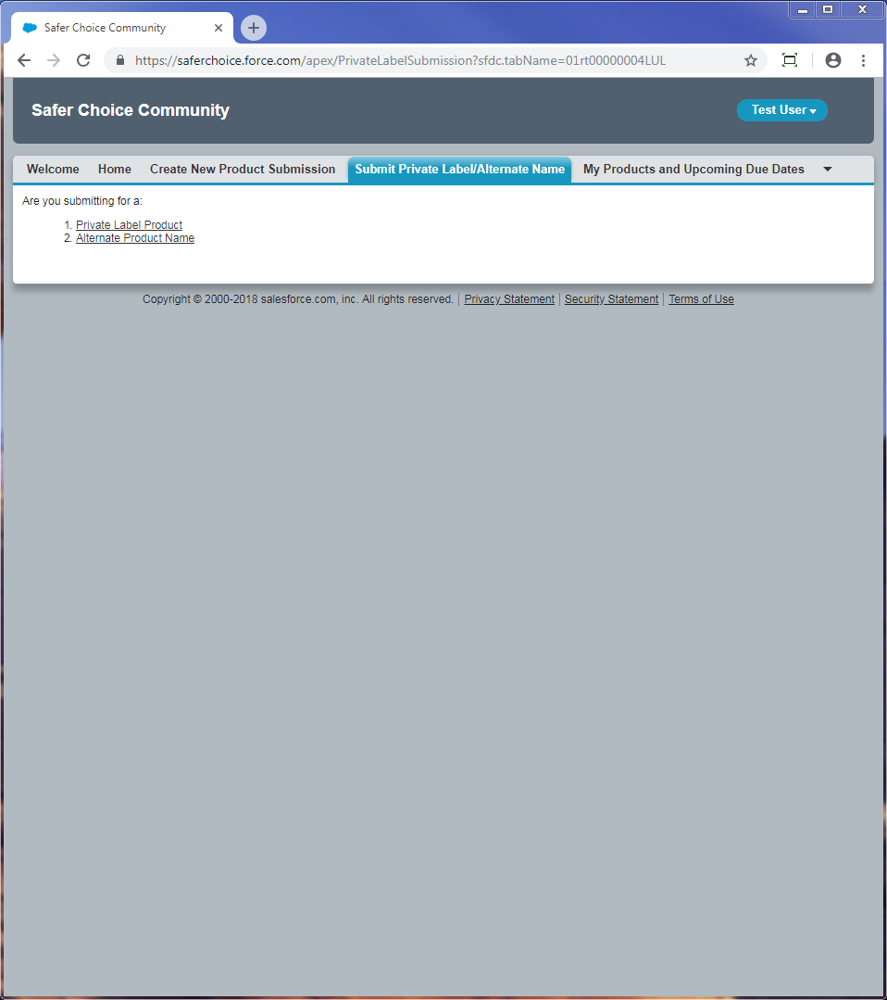 Safer Choice Community
https://saferchoice.force.com/apex/PrivateLabelSubmission?sfdc.tabName=01rt00000004LUL
Safer Choice Community
Test User
Welcome Home Create New Product Submission Submit Private Label/Alternate Name My Products and Upcoming Due Dates
Are you submitting for a:
1. Private Label Product
2. Alternate Product Name
Copyright © 2000-2018 salesforce.com, inc. All rights reserved. | Privacy Statement | Security Statement | Terms of Use